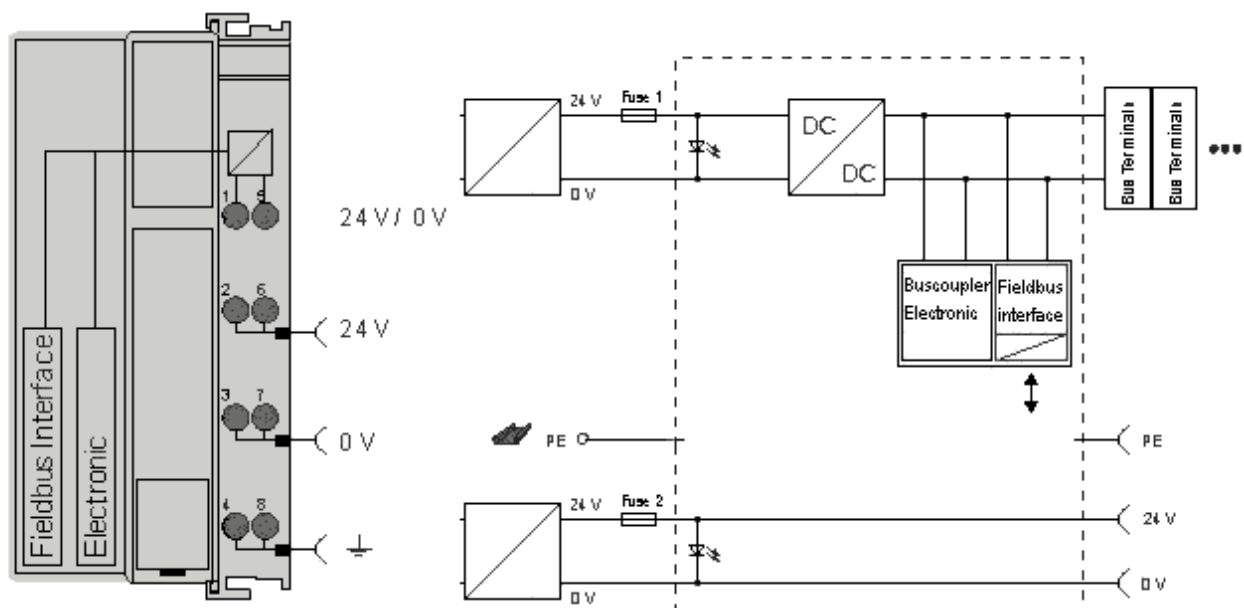 1 5
24 V / 0 V
2 6
24 V
3 7
0 V
4 8
Fieldbus Interface
Electronic
24 V Fuse 1
0 V
DC
DC
Bus Terminals
Bus Terminals
Buscoupler
Electronic
Fieldbus
interface
PE
PE
24 V Fuse 2
24 V
0 V
0 V